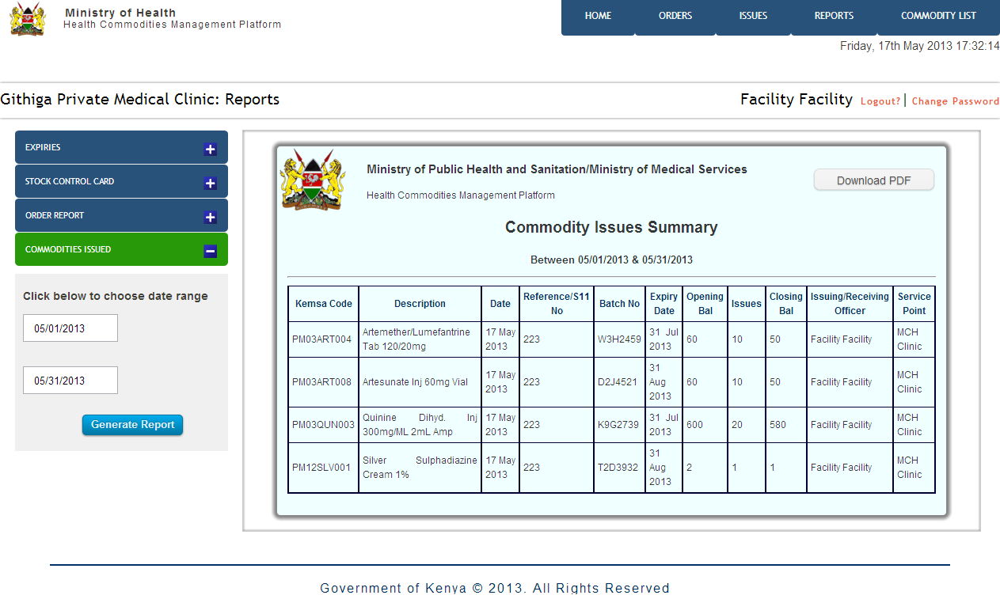 Ministry of Health
Health Commodities Management Platform
HOME ORDERS ISSUES REPORTS COMMODITY LIST
Friday, 17th May 2013 17:32:14
Githiga Private Medical Clinic: Reports
Facility Facility Logout? | Change Password
EXPIRIES
STOCK CONTROL CARD
ORDER REPORT
COMMODITIES ISSUED
Click below to choose date range
05/01/2013
05/31/2013
Generate Report
Ministry of Public Health and Sanitation/Ministry of Medical Services
Health Commodities Management Platform
Download PDF
Commodity Issues Summary
Between 05/01/2013 & 05/31/2013
Kemsa Code Description Date Reference/S11 No Batch No Expiry Date Opening Bal Issues Closing Bal Issuing/Receiving Officer Service Point
PM03ART004 Artemether/Lumefantrine Tab 120/20mg 17 May 2013 223 W3H2459 31 Jul 2013 60 10 50 Facility Facility MCH Clinic
PM03ART008 Artesunate Inj 60mg Vial 17 May 2013 223 D2J4521 31 Aug 2013 60 10 50 Facility Facility MCH Clinic
PM03QUN003 Quinine Dihyd. Inj 300mg/ML 2mL Amp 17 May 2013 223 K9G2739 31 Jul 2013 600 20 580 Facility Facility MCH Clinic
PM12SLV001 Silver Sulphadiazine Cream 1% 17 May 2013 223 T2D3932 31 Aug 2013 2 1 1 Facility Facility MCH Clinic
Government of Kenya © 2013. All Rights Reserved